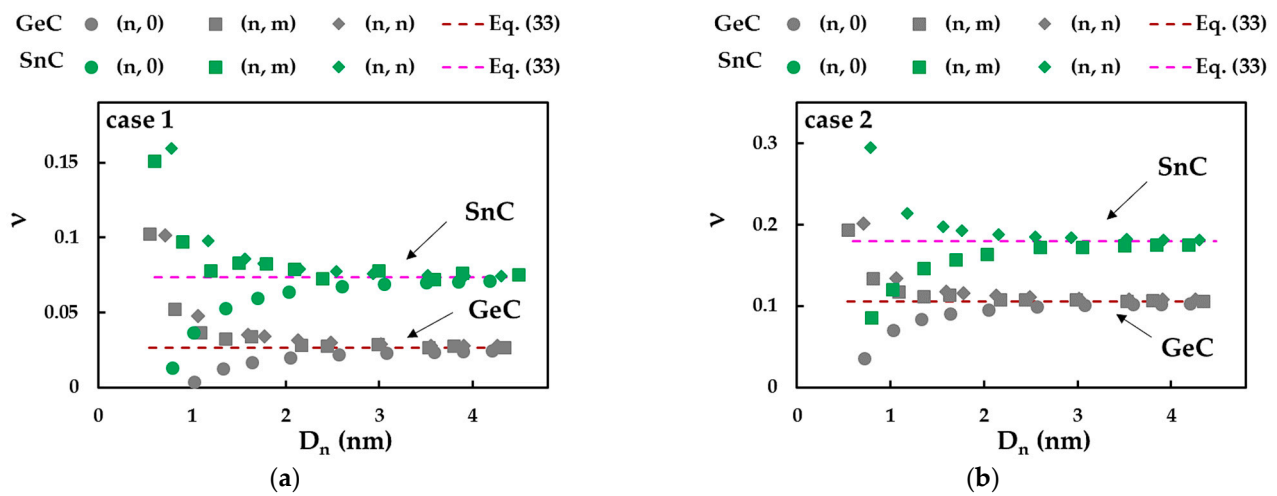 GeC (n, 0) (n, m) (n, n) Eq. (33)
SnC (n, 0) (n, m) (n, n) Eq. (33)
case 1
0.15
0.1
0.05
0
ν
SnC
GeC
0 1 2 3 4
Dₙ (nm)
(a)
GeC (n, 0) (n, m) (n, n) Eq. (33)
SnC (n, 0) (n, m) (n, n) Eq. (33)
case 2
0.3
0.2
0.1
0.0
ν
SnC
GeC
0 1 2 3 4
Dₙ (nm)
(b)